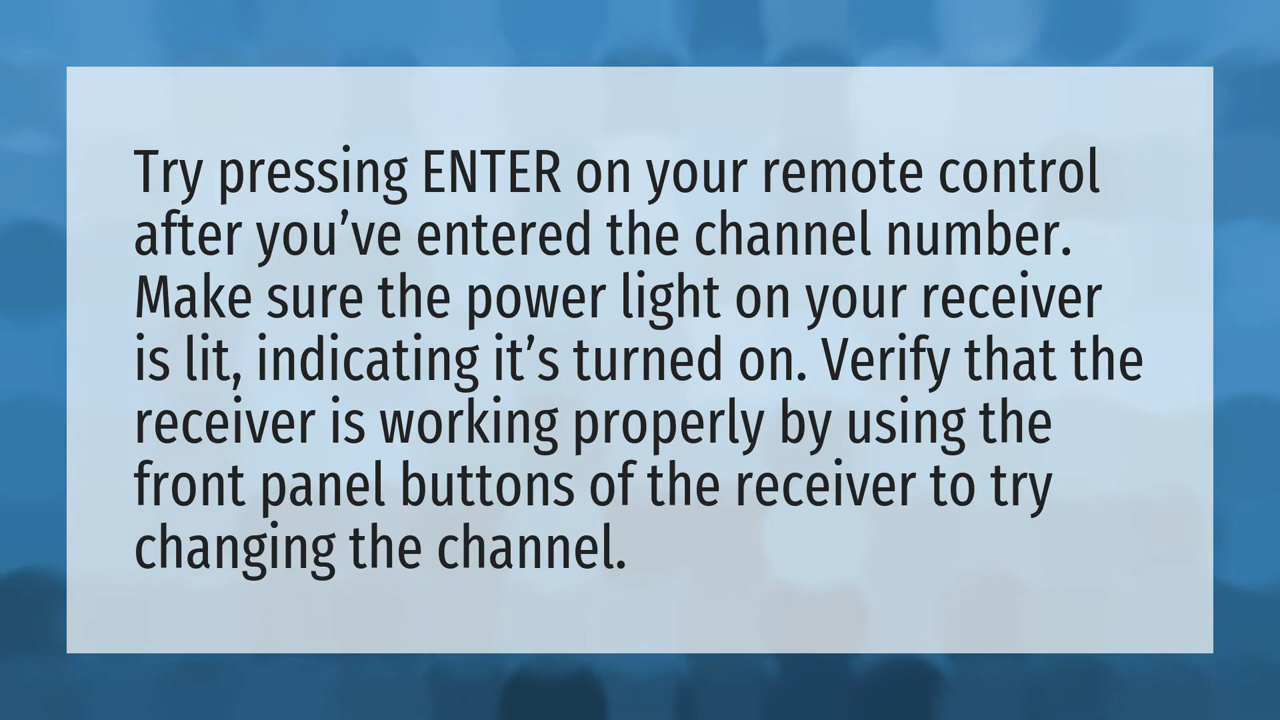 Try pressing ENTER on your remote control
after you’ve entered the channel number.
Make sure the power light on your receiver
is lit, indicating it’s turned on. Verify that the
receiver is working properly by using the
front panel buttons of the receiver to try
changing the channel.